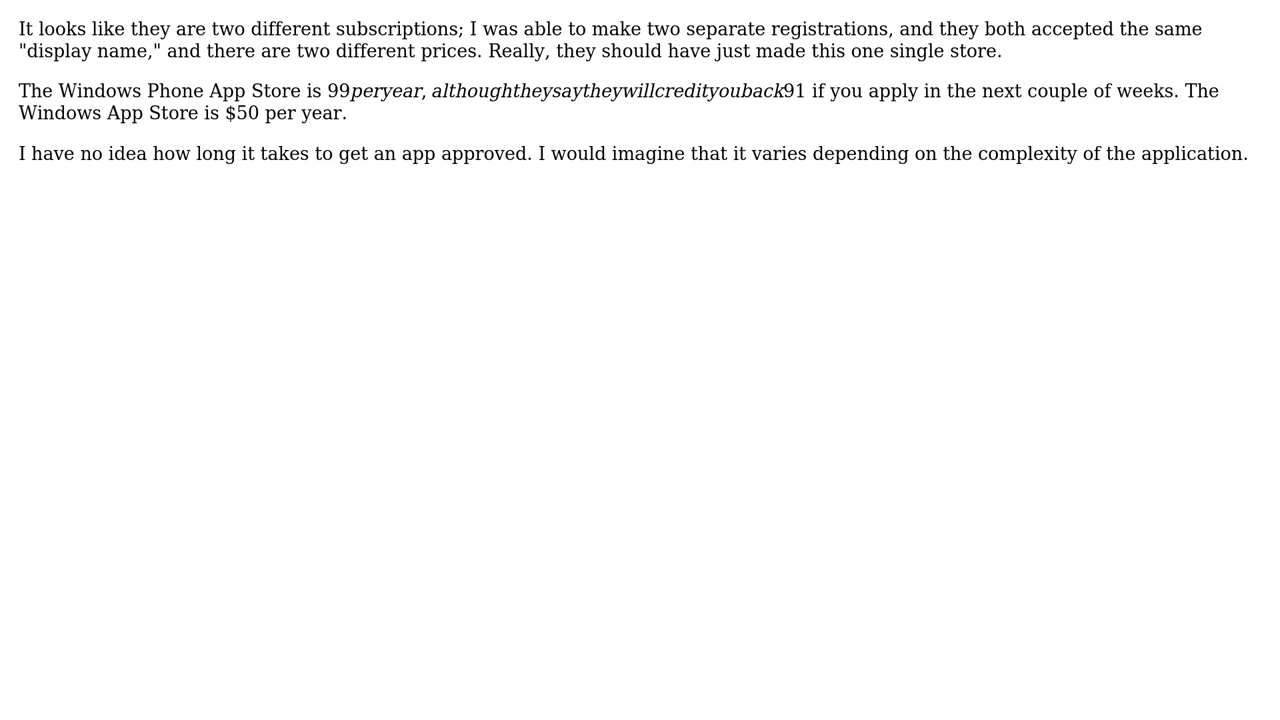 It looks like they are two different subscriptions; I was able to make two separate registrations, and they both accepted the same
"display name," and there are two different prices. Really, they should have just made this one single store.
The Windows Phone App Store is 99peryear, althoughtheysaytheywillcredityouback91 if you apply in the next couple of weeks. The
Windows App Store is $50 per year.
I have no idea how long it takes to get an app approved. I would imagine that it varies depending on the complexity of the application.